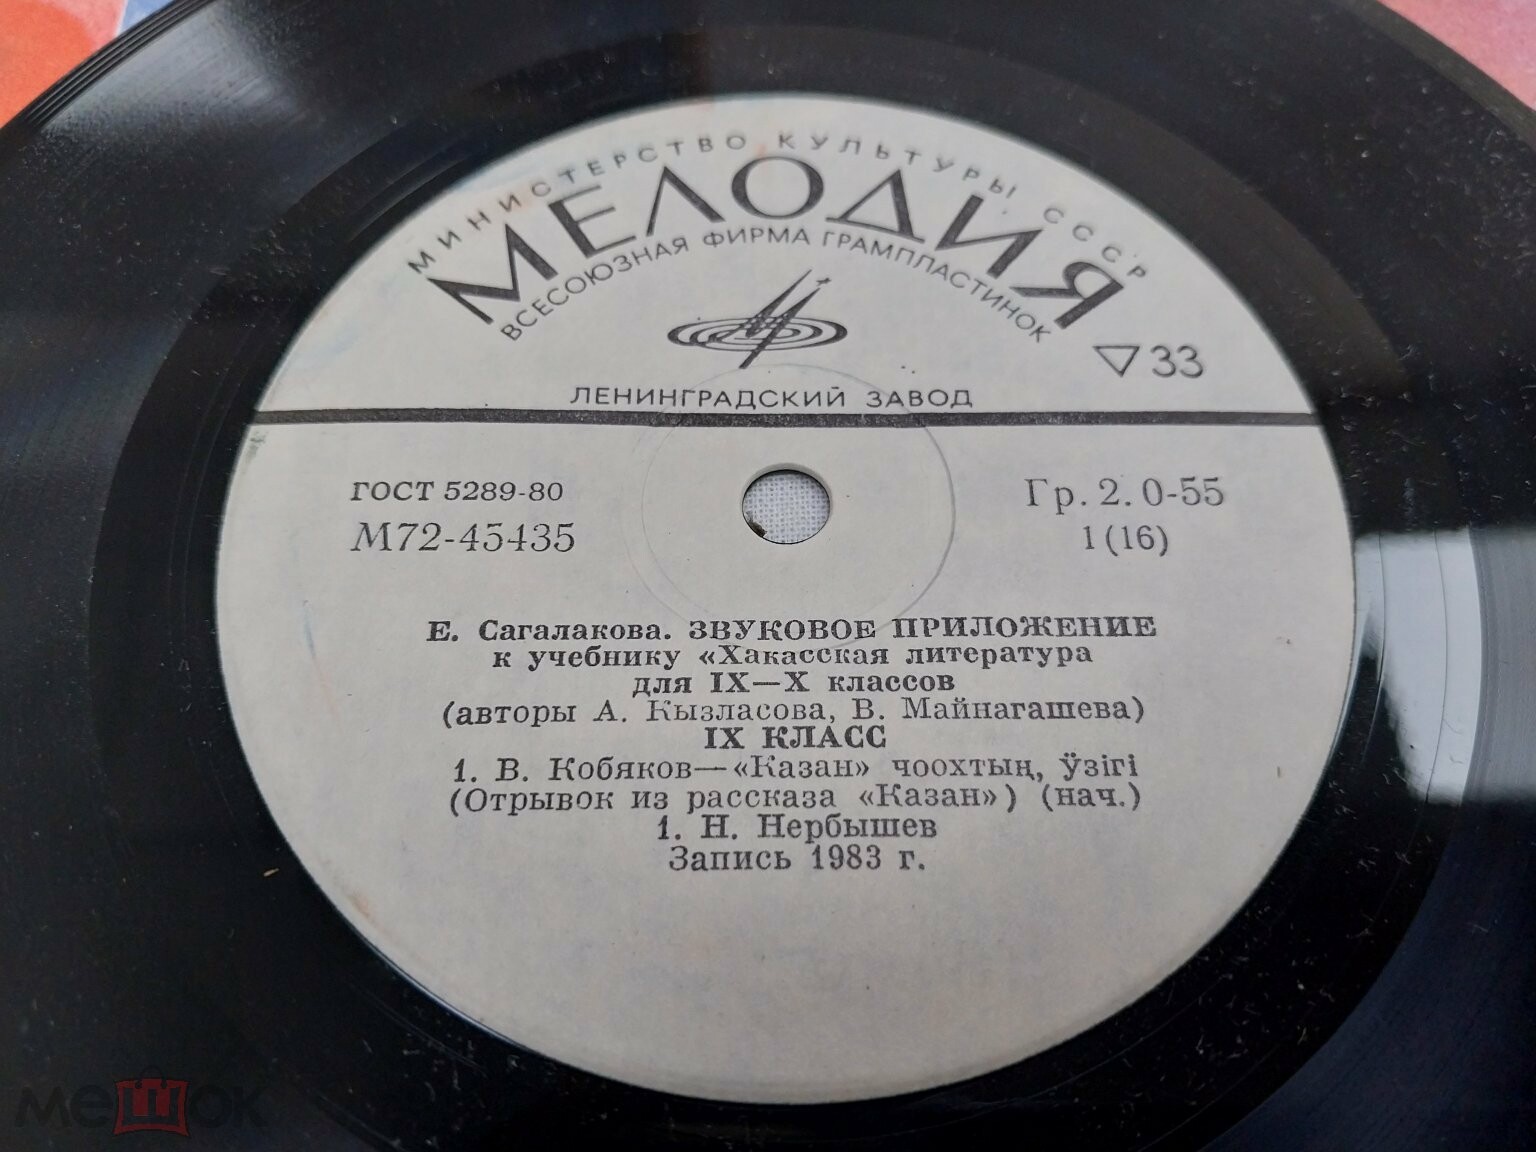 МИНИСТЕРСТВО КУЛЬТУРЫ СССР
МЕЛОДИЯ
ВСЕСОЮЗНАЯ ФИРМА ГРАМПЛАСТИНОК
33
ЛЕНИНГРАДСКИЙ ЗАВОД
ГОСТ 5289-80
Гр. 2. 0-55
М72-45435
1 (16)
Е. Сагалакова. ЗВУКОВОЕ ПРИЛОЖЕНИЕ
к учебнику «Хакасская литература
для IX—X классов
(авторы А. Кызласова, В. Майнагашева)
IX КЛАСС
1. В. Кобяков—«Казан» чоохтың, ӱзігі
(Отрывок из рассказа «Казан») (нач.)
1. Н. Нербышев
Запись 1983 г.
мешок